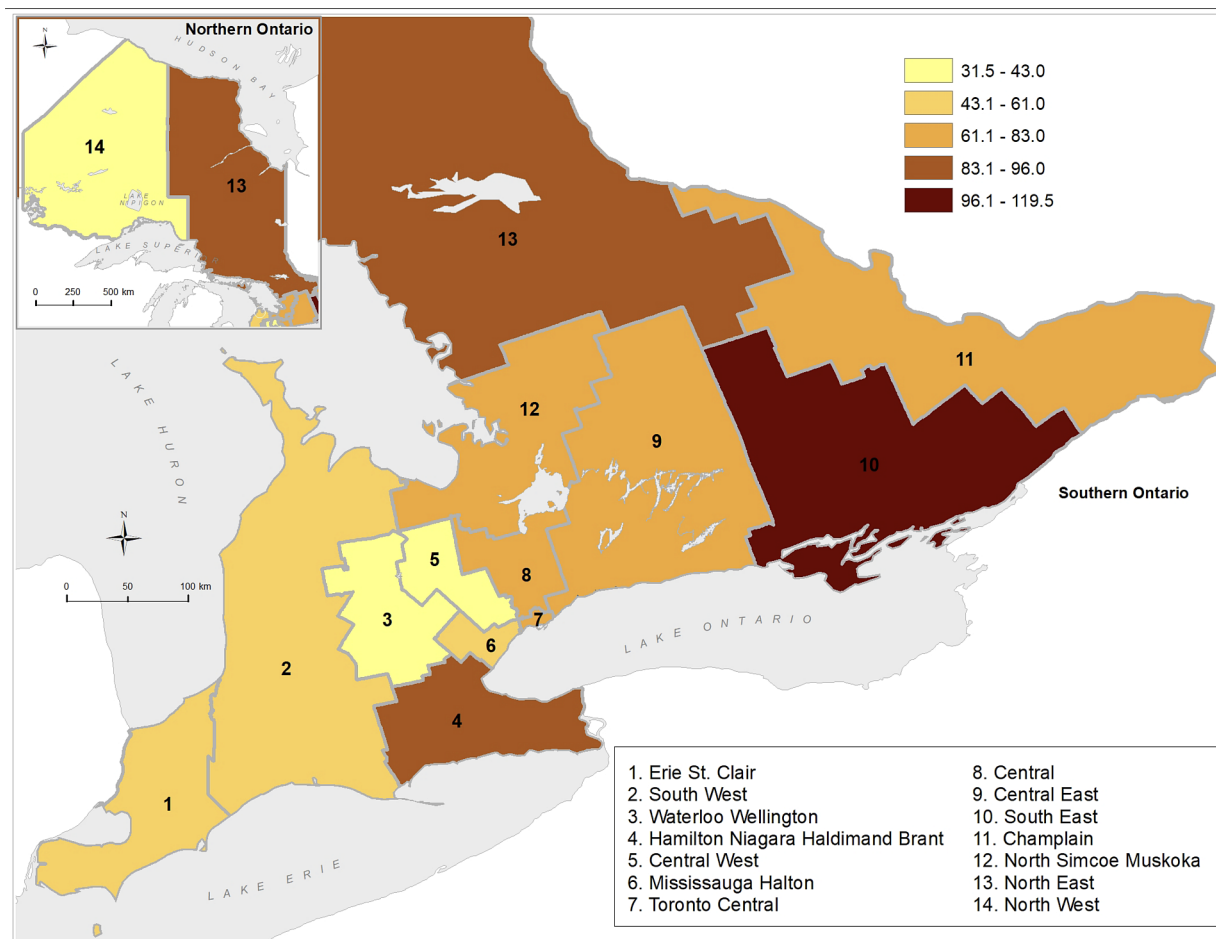 Northern Ontario
N
HUDSON BAY
14
13
LAKE NIPIGON
LAKE SUPERI
0 250 500 km
31.5 - 43.0
43.1 - 61.0
61.1 - 83.0
83.1 - 96.0
96.1 - 119.5
13
11
12
9
10
LAKE HURON
Southern Ontario
N
0 50 100 km
5
8
3
7
6
LAKE ONTARIO
2
4
1
LAKE ERIE
1. Erie St. Clair
2. South West
3. Waterloo Wellington
4. Hamilton Niagara Haldimand Brant
5. Central West
6. Mississauga Halton
7. Toronto Central
8. Central
9. Central East
10. South East
11. Champlain
12. North Simcoe Muskoka
13. North East
14. North West